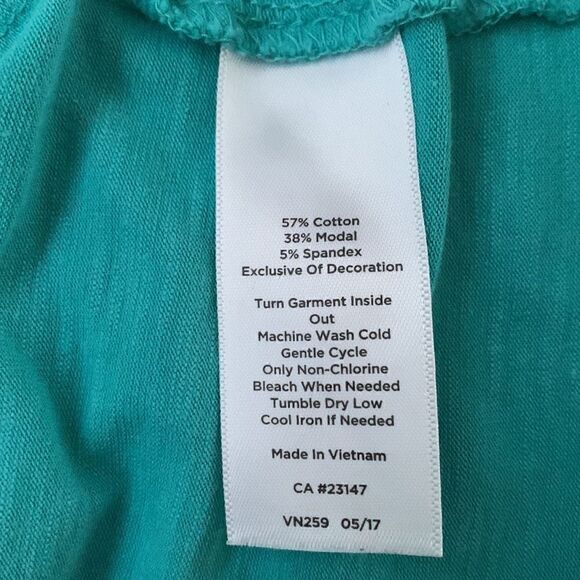 57% Cotton
38% Modal
5% Spandex
Exclusive Of Decoration
Turn Garment Inside
Out
Machine Wash Cold
Gentle Cycle
Only Non-Chlorine
Bleach When Needed
Tumble Dry Low
Cool Iron If Needed
Made In Vietnam
CA #23147
VN259 05/17